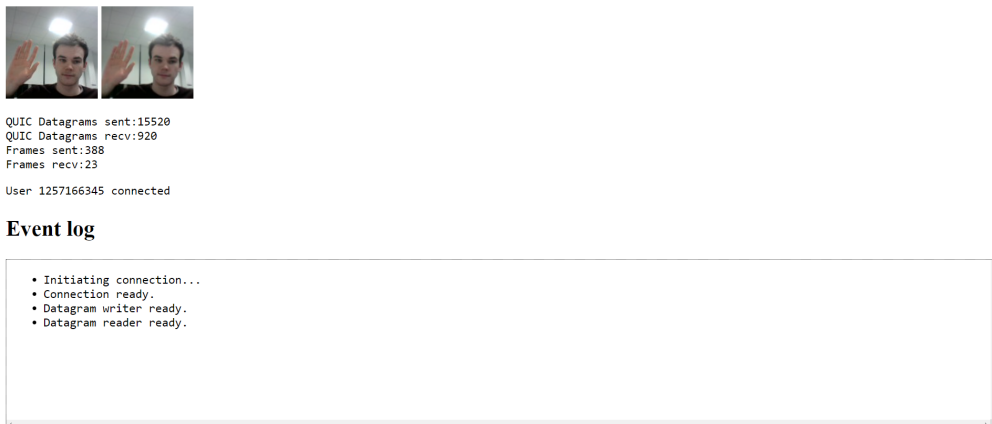 QUIC Datagrams sent:15520
QUIC Datagrams recv:920
Frames sent:388
Frames recv:23
User 1257166345 connected
Event log
• Initiating connection...
• Connection ready.
• Datagram writer ready.
• Datagram reader ready.